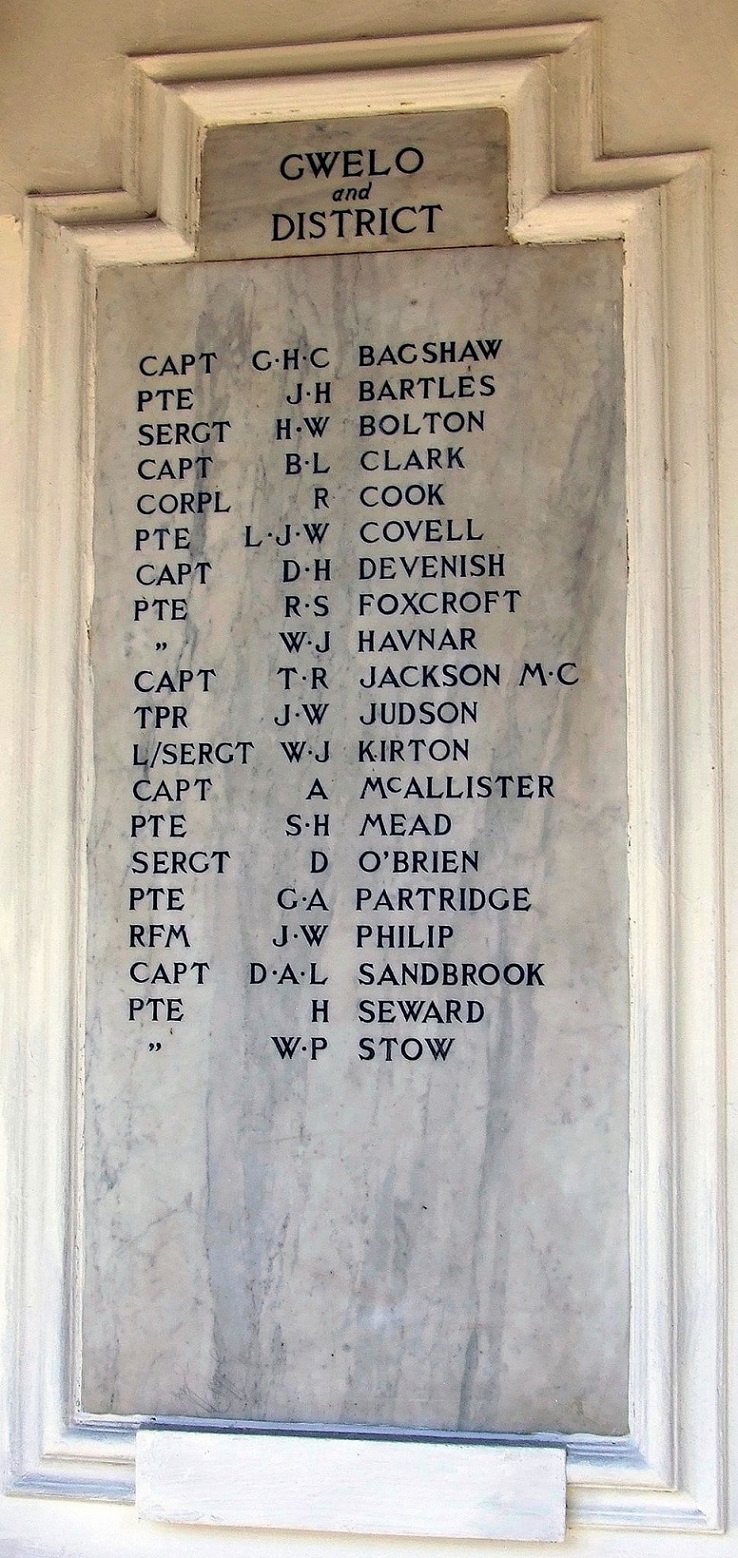 GWELO
and
DISTRICT
CAPT G·H·C BAGSHAW
PTE J·H BARTLES
SERGT H·W BOLTON
CAPT B·L CLARK
CORPL R COOK
PTE L·J·W COVELL
CAPT D·H DEVENISH
PTE R·S FOXCROFT
" W·J HAVNAR
CAPT T·R JACKSON M·C
TPR J·W JUDSON
L/SERGT W·J KIRTON
CAPT A McALLISTER
PTE S·H MEAD
SERGT D O'BRIEN
PTE G·A PARTRIDGE
RFM J·W PHILIP
CAPT D·A·L SANDBROOK
PTE H SEWARD
" W·P STOW